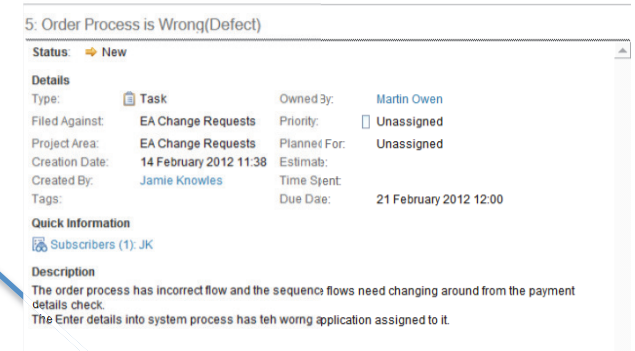 5: Order Process is Wrong(Defect)
Status: New
Details
Type: Task Owned By: Martin Owen
Filed Against: EA Change Requests Priority: Unassigned
Project Area: EA Change Requests Planned For: Unassigned
Creation Date: 14 February 2012 11:38 Estimate:
Created By: Jamie Knowles Time Spent:
Tags: Due Date: 21 February 2012 12:00
Quick Information
Subscribers (1): JK
Description
The order process has incorrect flow and the sequence flows need changing around from the payment
details check.
The Enter details into system process has teh worng application assigned to it.